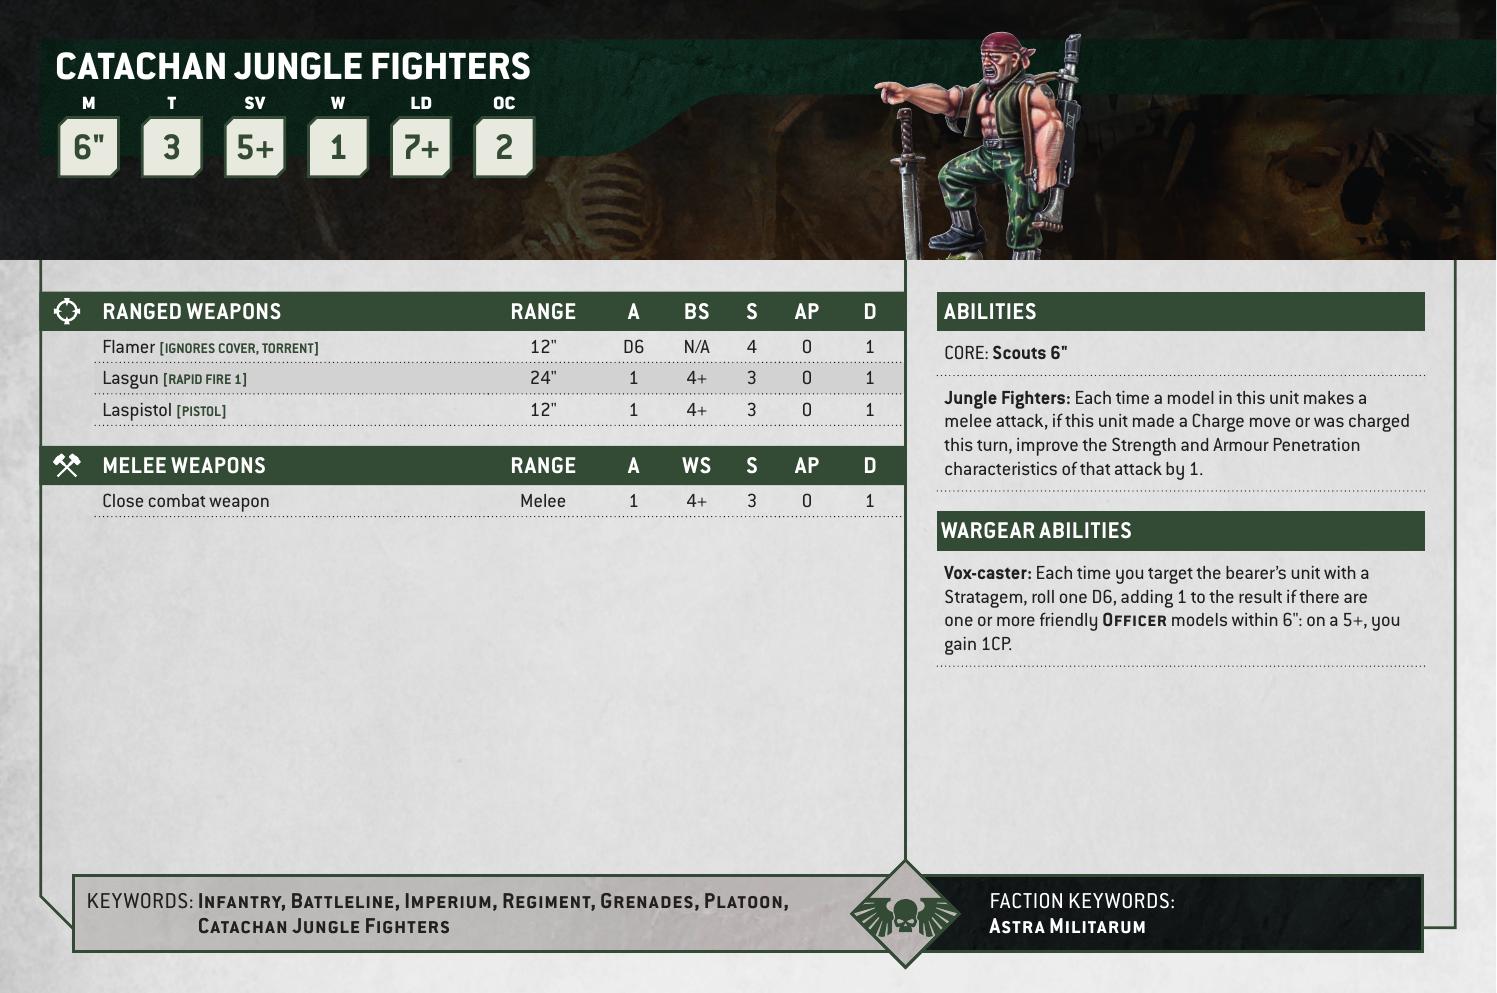 CATACHAN JUNGLE FIGHTERS
M T SV W LD OC
6" 3 5+ 1 7+ 2
RANGED WEAPONS RANGE A BS S AP D
Flamer [IGNORES COVER, TORRENT] 12" D6 N/A 4 0 1
Lasgun [RAPID FIRE 1] 24" 1 4+ 3 0 1
Laspistol [PISTOL] 12" 1 4+ 3 0 1
MELEE WEAPONS RANGE A WS S AP D
Close combat weapon Melee 1 4+ 3 0 1
ABILITIES
CORE: Scouts 6"
Jungle Fighters: Each time a model in this unit makes a
melee attack, if this unit made a Charge move or was charged
this turn, improve the Strength and Armour Penetration
characteristics of that attack by 1.
WARGEAR ABILITIES
Vox-caster: Each time you target the bearer’s unit with a
Stratagem, roll one D6, adding 1 to the result if there are
one or more friendly OFFICER models within 6": on a 5+, you
gain 1CP.
KEYWORDS: INFANTRY, BATTLELINE, IMPERIUM, REGIMENT, GRENADES, PLATOON,
CATACHAN JUNGLE FIGHTERS
FACTION KEYWORDS:
ASTRA MILITARUM